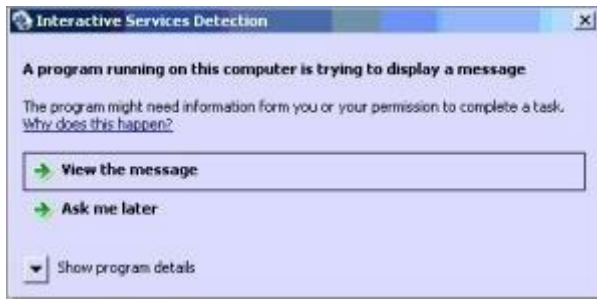 Interactive Services Detection
A program running on this computer is trying to display a message
The program might need information form you or your permission to complete a task.
Why does this happen?
View the message
Ask me later
Show program details